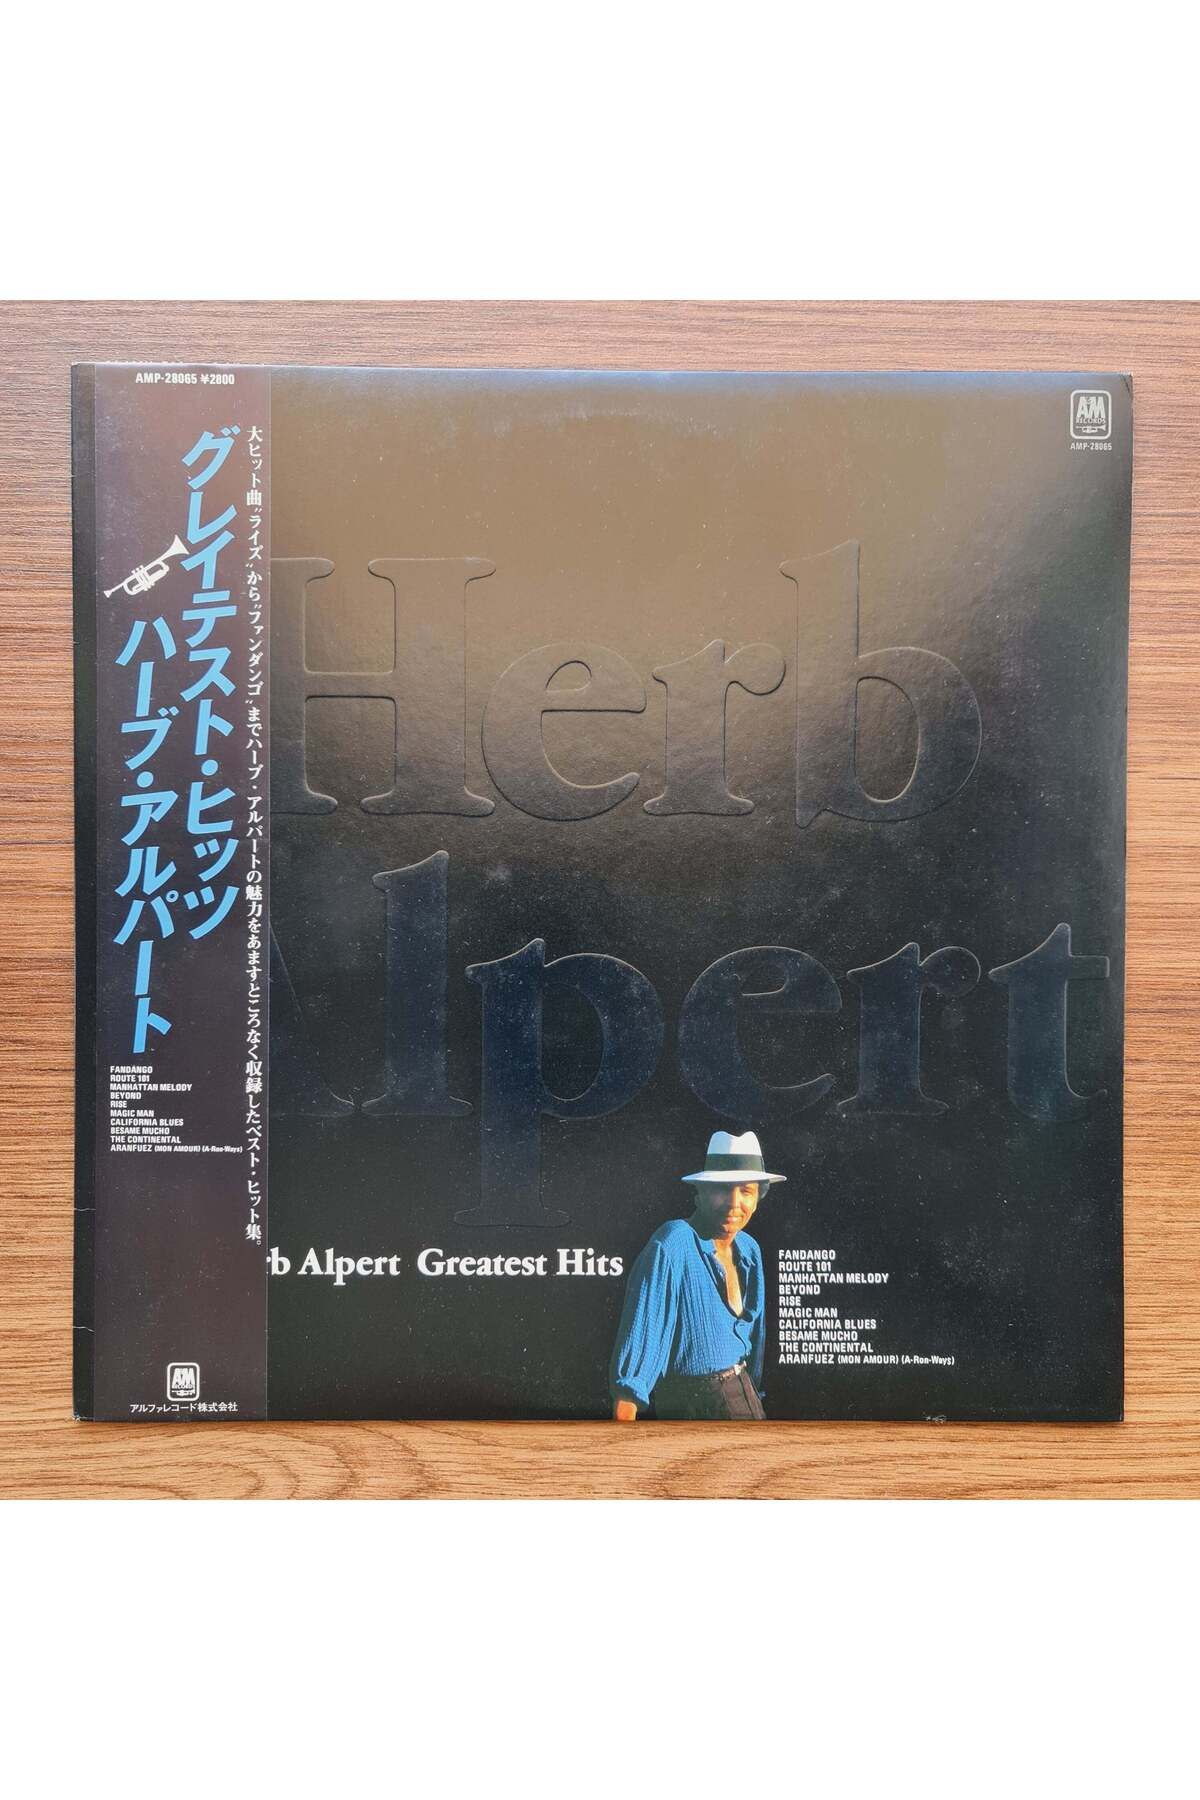 AMP-28065 ¥2800
大ヒット曲"ライズ"から"ファンダンゴ"までハーブ・アルパートの魅力をあますところなく収録したベスト・ヒット集。
グレイテスト・ヒッツ
ハーブ・アルパート
FANDANGO
ROUTE 101
MANHATTAN MELODY
BEYOND
RISE
MAGIC MAN
CALIFORNIA BLUES
BESAME MUCHO
THE CONTINENTAL
ARANFUEZ (MON AMOUR) (A-Ron-Ways)
A&M
RECORDS
アルファレコード株式会社
A&M
RECORDS
AMP-28065
Herb
Alpert
rb Alpert Greatest Hits
FANDANGO
ROUTE 101
MANHATTAN MELODY
BEYOND
RISE
MAGIC MAN
CALIFORNIA BLUES
BESAME MUCHO
THE CONTINENTAL
ARANFUEZ (MON AMOUR) (A-Ron-Ways)